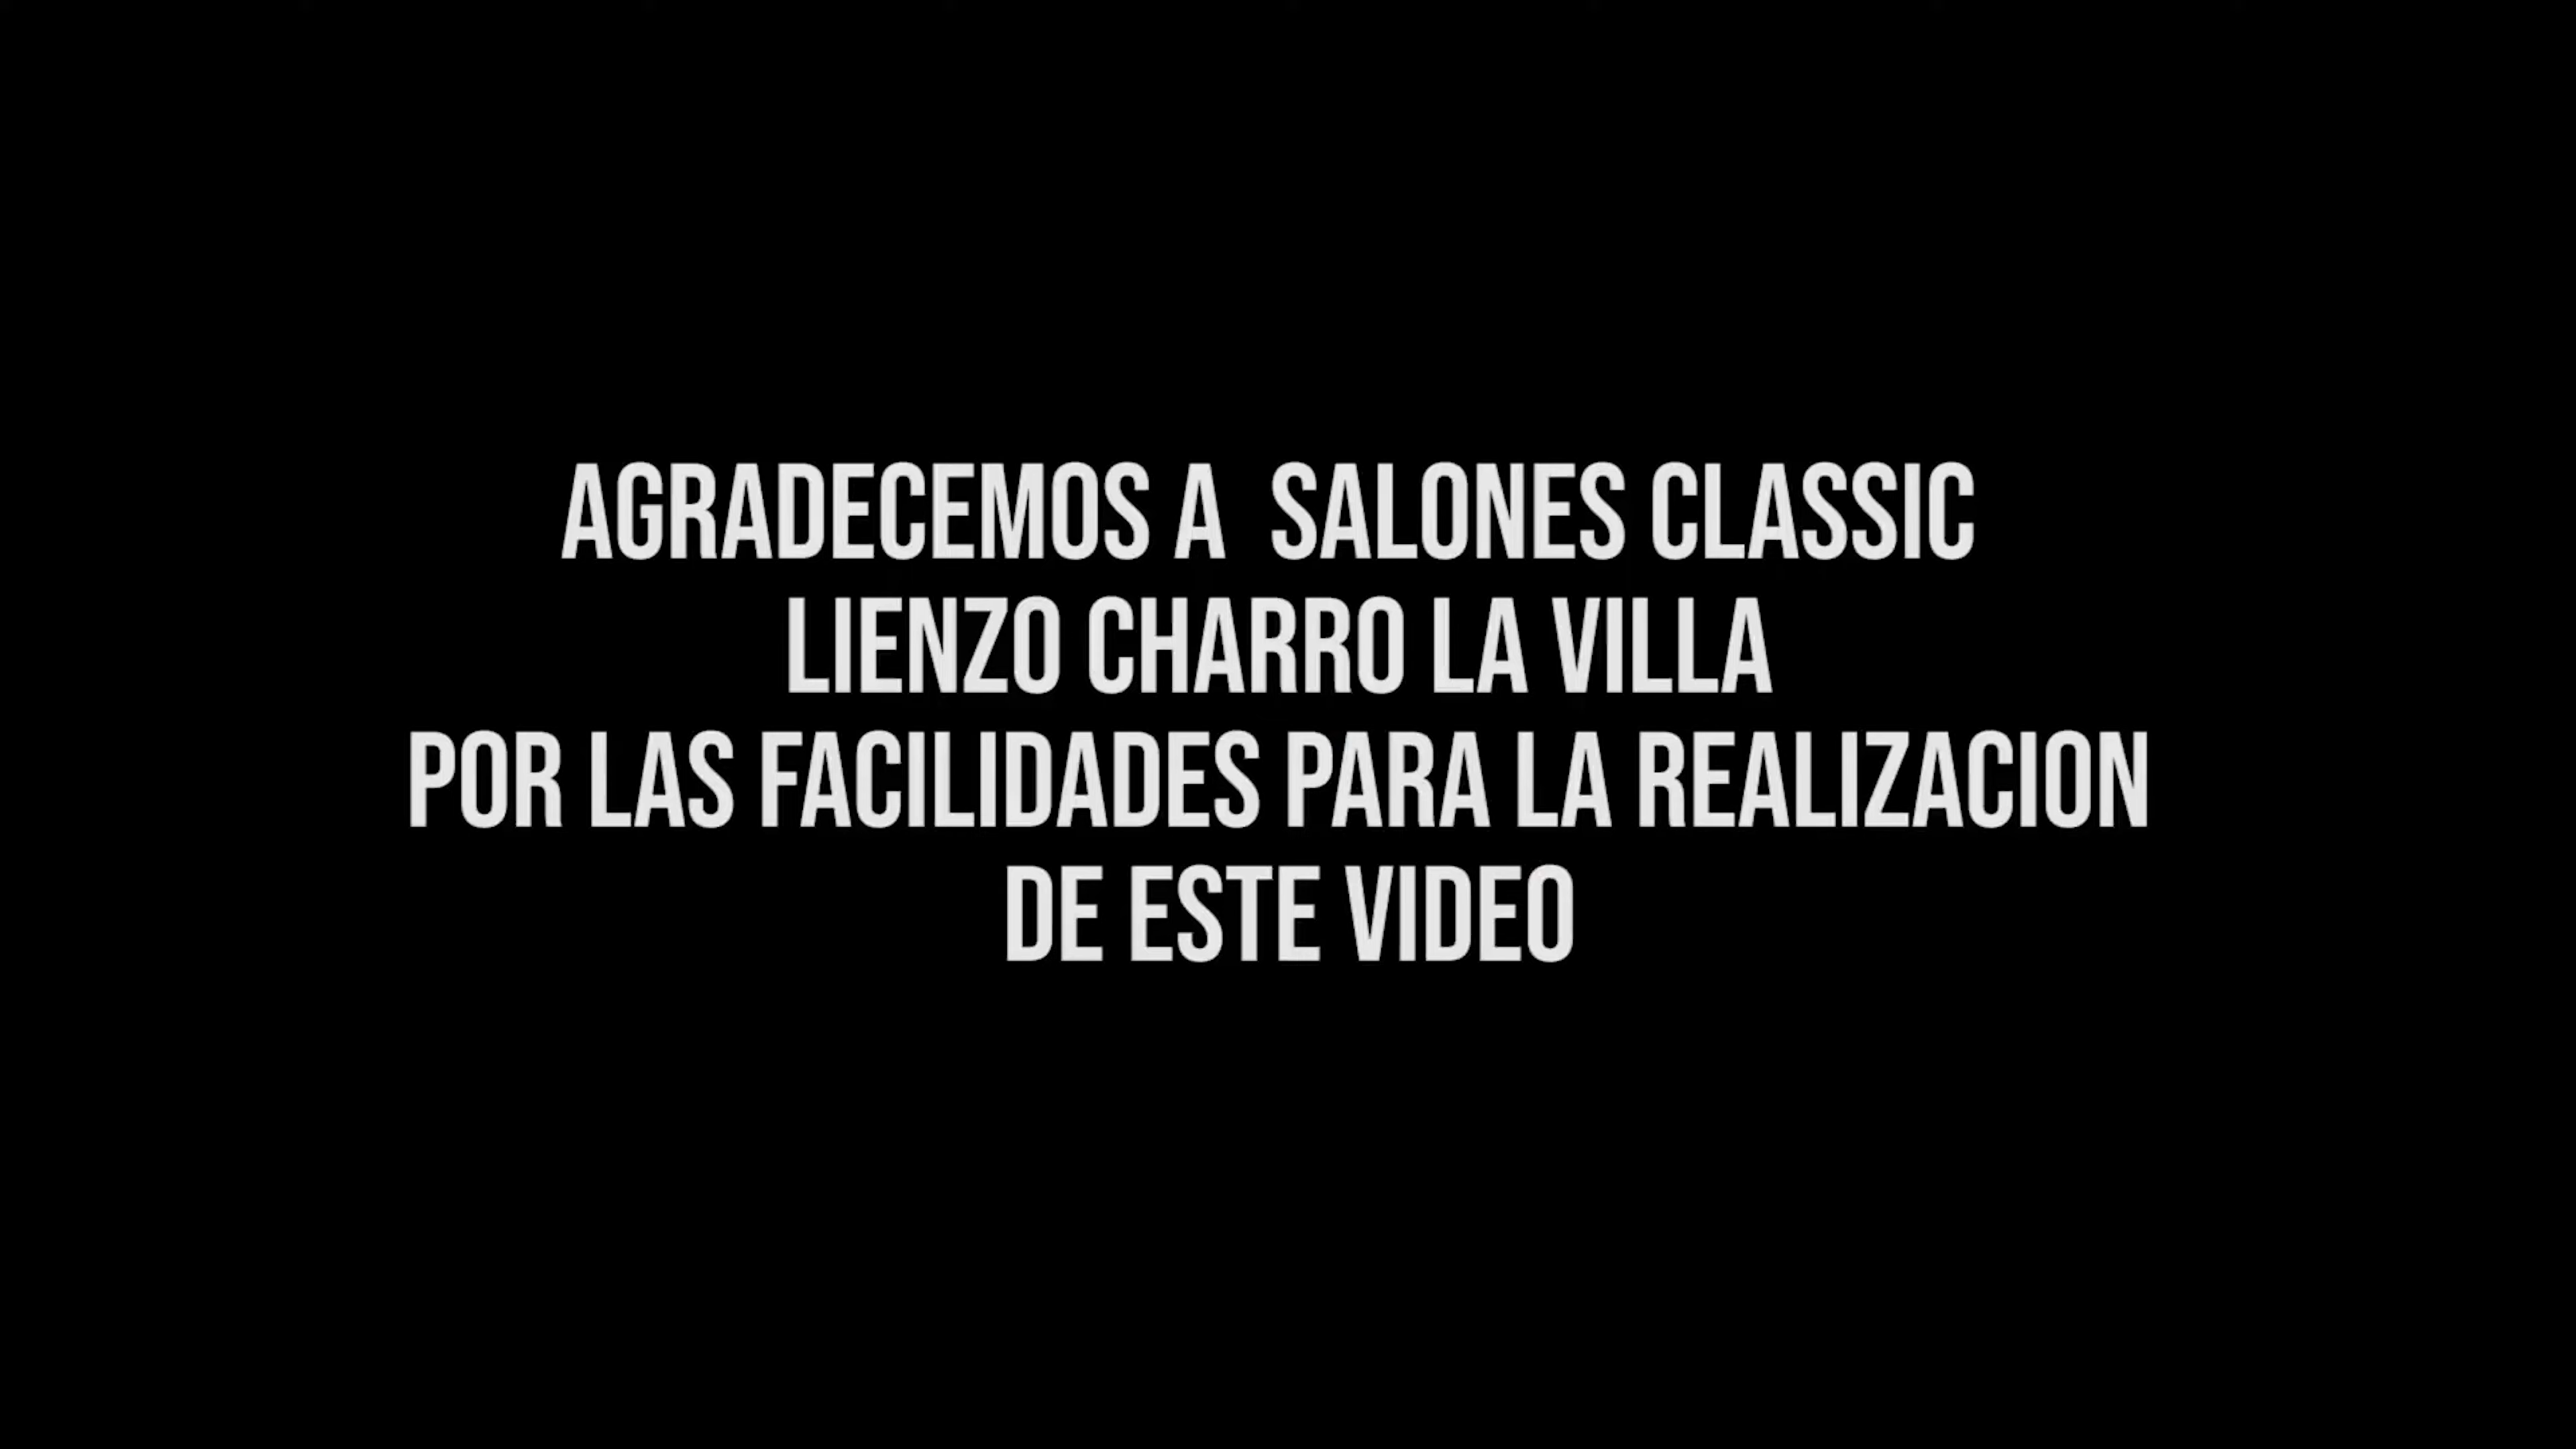 AGRADECEMOS A  SALONES CLASSIC
LIENZO CHARRO LA VILLA
POR LAS FACILIDADES PARA LA REALIZACION
DE ESTE VIDEO